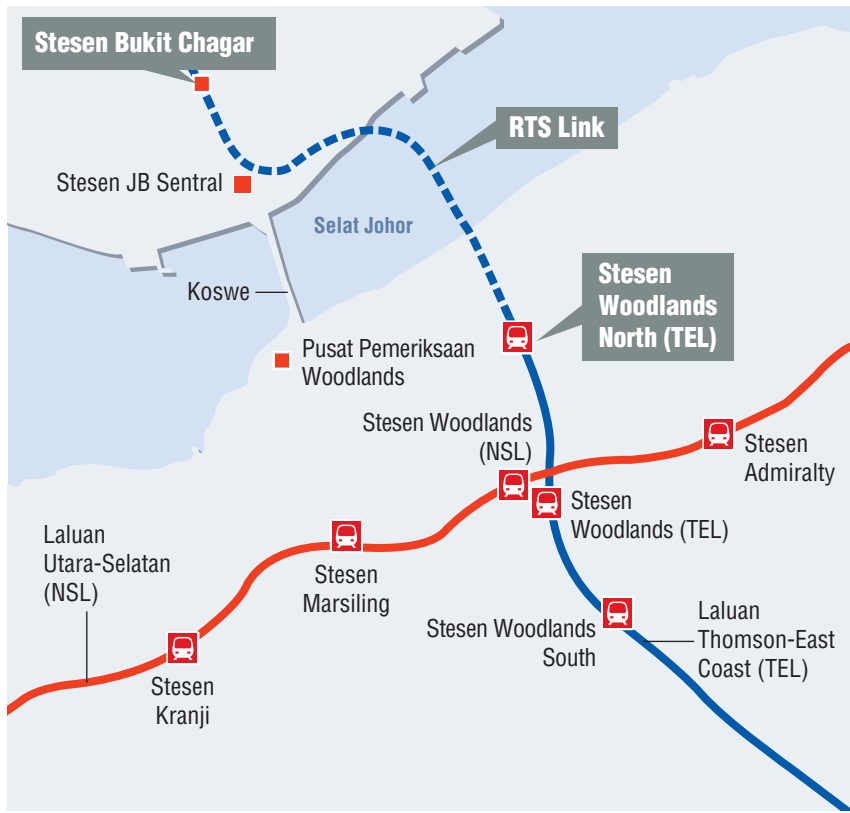 Stesen Bukit Chagar
RTS Link
Stesen JB Sentral
Selat Johor
Koswe
Stesen
Woodlands
North (TEL)
Pusat Pemeriksaan
Woodlands
Stesen Woodlands
(NSL)
Stesen
Admiralty
Stesen
Woodlands (TEL)
Laluan
Utara-Selatan
(NSL)
Stesen
Marsiling
Stesen Woodlands
South
Laluan
Thomson-East
Coast (TEL)
Stesen
Kranji